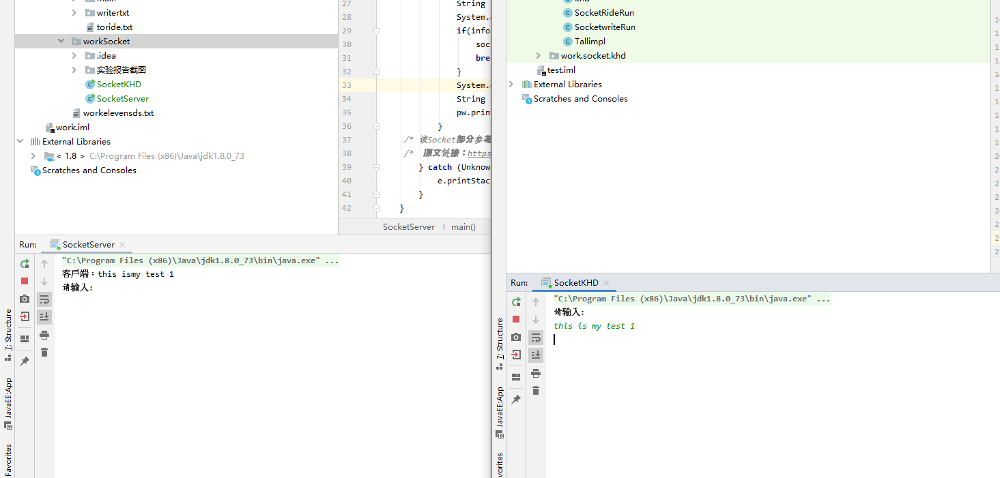 main
writertxt
toride.txt
workSocket
.idea
实验报告截图
SocketKHD
SocketServer
workelevensds.txt
work.iml
External Libraries
< 1.8 > C:\Program Files (x86)\Java\jdk1.8.0_73
Scratches and Consoles
27 String
28 System.
29 if(info
30 soc
31 bre
32 }
33 System.
34 String
35 pw.prin
36 }
37 /* 该Socket部分参考
38 /* 原文链接：https
39 } catch (Unknow
40 e.printStac
41 }
42 }
SocketServer > main()
khd
SocketRideRun
SocketwriteRun
Tallimpl
work.socket.khd
test.iml
External Libraries
Scratches and Consoles
Run: SocketServer
"C:\Program Files (x86)\Java\jdk1.8.0_73\bin\java.exe" ...
客戶端：this ismy test 1
请输入:
7: Structure
JavaEE:App
Favorites
Run: SocketKHD
"C:\Program Files (x86)\Java\jdk1.8.0_73\bin\java.exe" ...
请输入:
this is my test 1
7: Structure
JavaEE:App
vorites